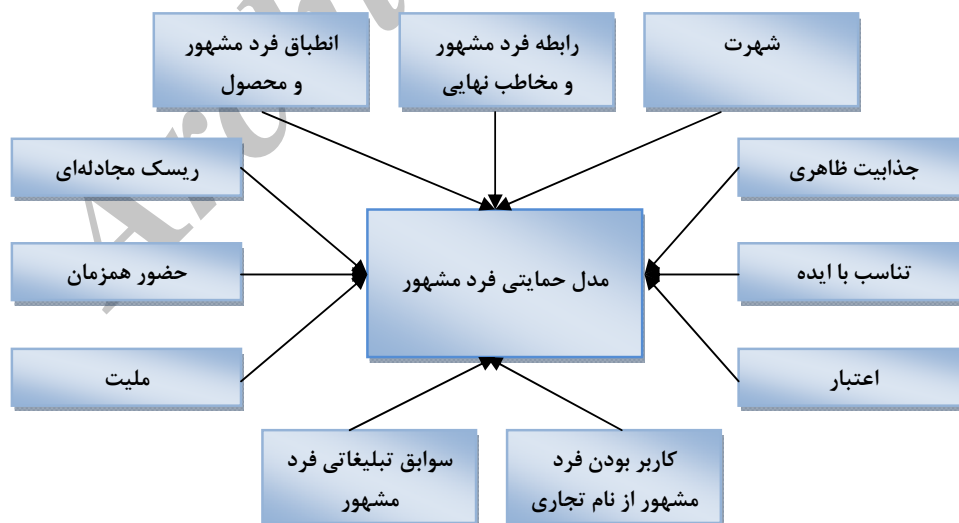 شهرت
رابطه فرد مشهور
و مخاطب نهایی
انطباق فرد مشهور
و محصول
جذابیت ظاهری
ریسک مجادله‌ای
تناسب با ایده
مدل حمایتی فرد مشهور
حضور همزمان
اعتبار
ملیت
کاربر بودن فرد
مشهور از نام تجاری
سوابق تبلیغاتی فرد
مشهور